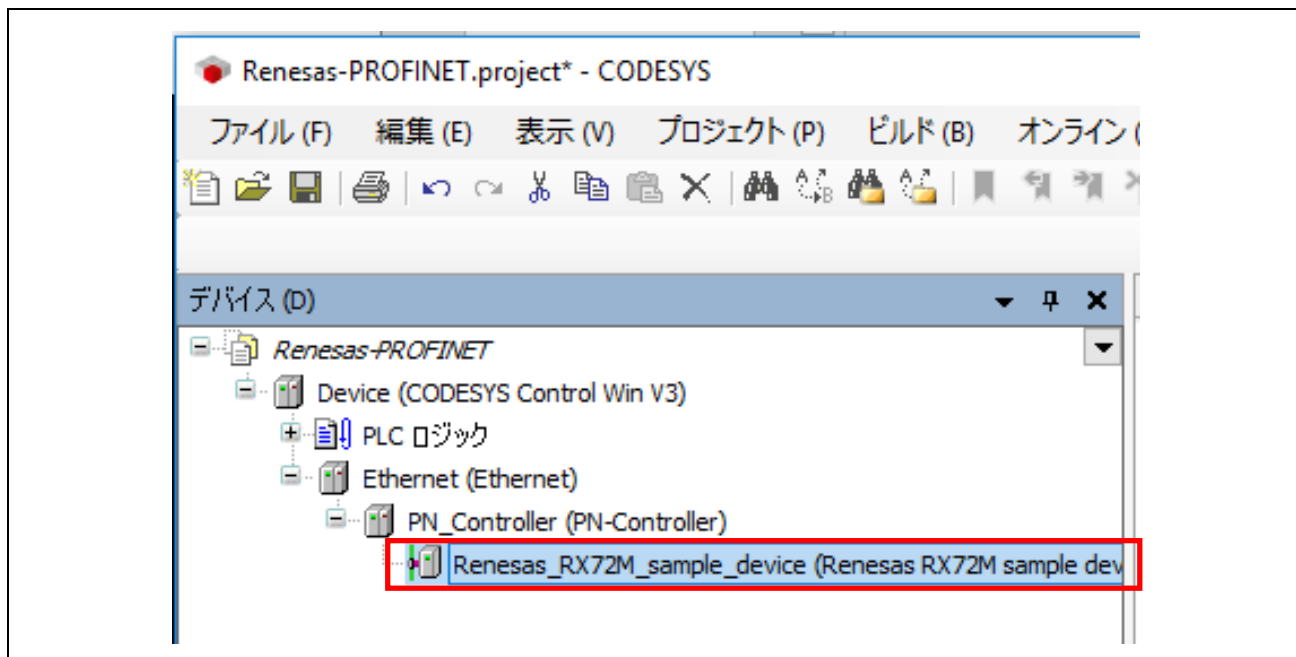 Renesas-PROFINET.project* - CODESYS
ファイル (F) 編集 (E) 表示 (V) プロジェクト (P) ビルド (B) オンライン (
デバイス (D)
Renesas-PROFINET
Device (CODESYS Control Win V3)
PLC ロジック
Ethernet (Ethernet)
PN_Controller (PN-Controller)
Renesas_RX72M_sample_device (Renesas RX72M sample dev